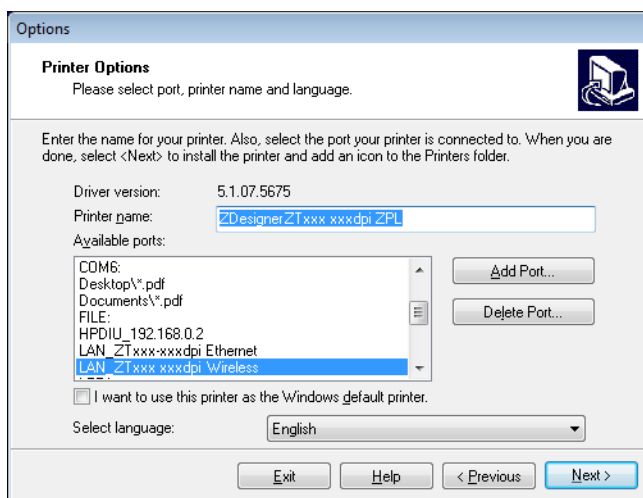 Options
Printer Options
Please select port, printer name and language.
Enter the name for your printer. Also, select the port your printer is connected to. When you are
done, select <Next> to install the printer and add an icon to the Printers folder.
Driver version: 5.1.07.5675
Printer name: ZDesignerZTxxx xxxdpi ZPL
Available ports:
COM6:
Desktop\*.pdf
Documents\*.pdf
FILE:
HPDIU_192.168.0.2
LAN_ZTxxx-xxxdpi Ethernet
LAN_ZTxxx xxxdpi Wireless
Add Port...
Delete Port...
I want to use this printer as the Windows default printer.
Select language: English
Exit Help < Previous Next >